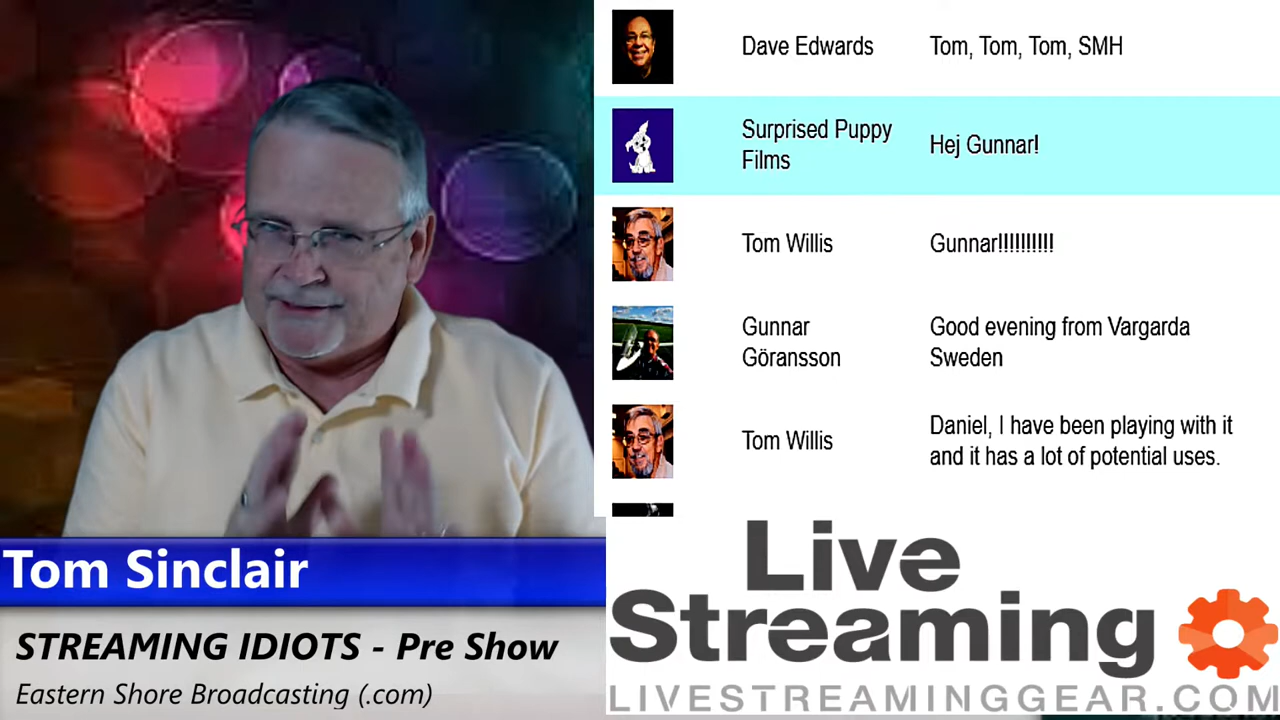 Dave Edwards
Tom, Tom, Tom, SMH
Surprised Puppy
Films
Hej Gunnar!
Tom Willis
Gunnar!!!!!!!!!!
Gunnar
Göransson
Good evening from Vargarda
Sweden
Tom Willis
Daniel, I have been playing with it
and it has a lot of potential uses.
Tom Sinclair
STREAMING IDIOTS - Pre Show
Eastern Shore Broadcasting (.com)
Live
Streaming
LIVESTREAMINGGEAR.COM